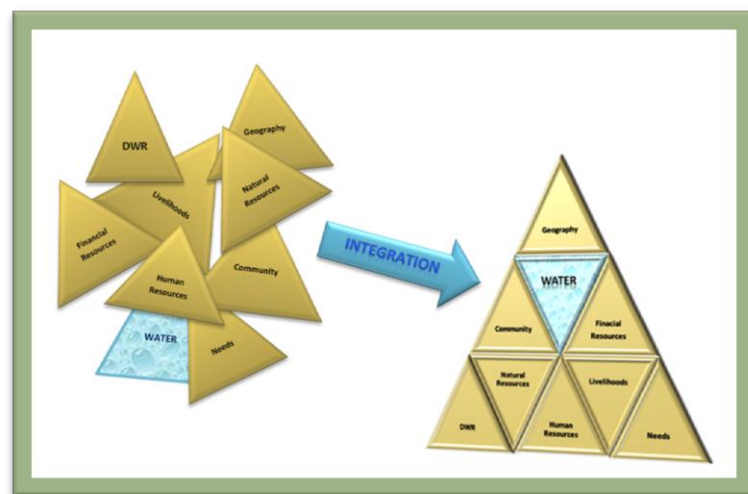 DWR
Geography
Livelihoods
Natural
Resources
Financial
Resources
Human
Resources
Community
WATER
Needs
INTEGRATION
Geography
WATER
Community
Finacial
Resources
Natural
Resources
Livelihoods
DWR
Human
Resources
Needs